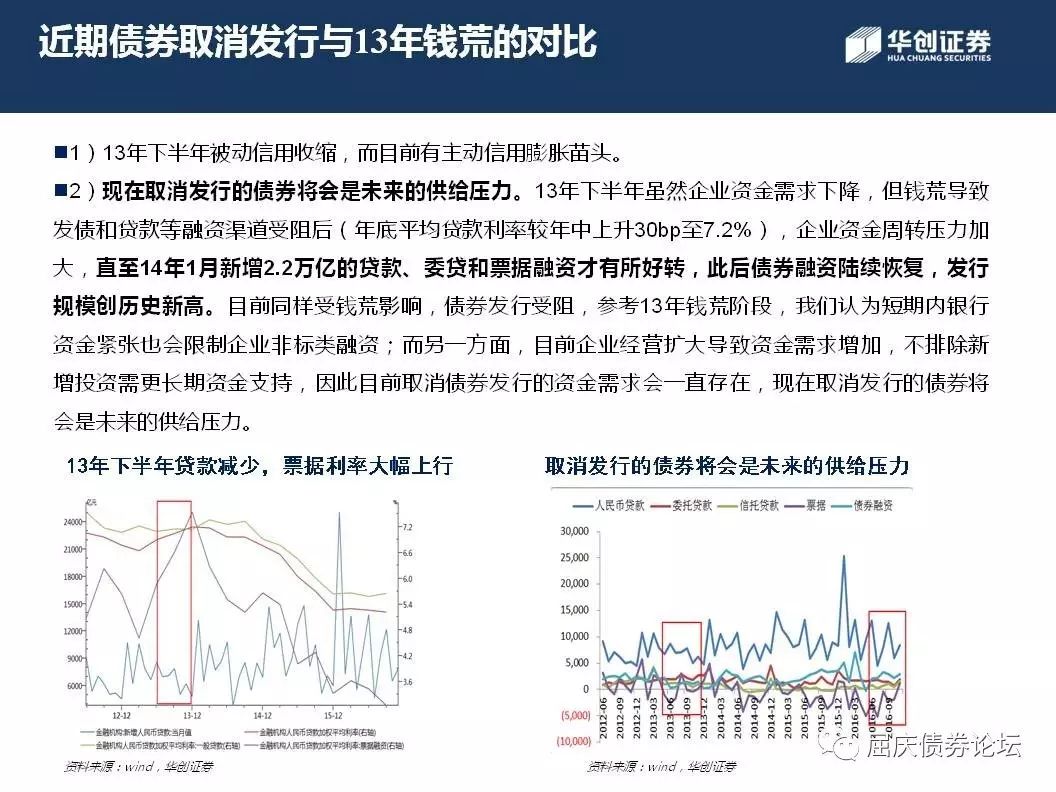 近期债券取消发行与13年钱荒的对比
华创证券
HUA CHUANG SECURITIES
■1）13年下半年被动信用收缩，而目前有主动信用膨胀苗头。
■2）现在取消发行的债券将会是未来的供给压力。13年下半年虽然企业资金需求下降，但钱荒导致
发债和贷款等融资渠道受阻后（年底平均贷款利率较年中上升30bp至7.2%），企业资金周转压力加
大，直至14年1月新增2.2万亿的贷款、委贷和票据融资才有所好转，此后债券融资陆续恢复，发行
规模创历史新高。目前同样受钱荒影响，债券发行受阻，参考13年钱荒阶段，我们认为短期内银行
资金紧张也会限制企业非标类融资；而另一方面，目前企业经营扩大导致资金需求增加，不排除新
增投资需更长期资金支持，因此目前取消债券发行的资金需求会一直存在，现在取消发行的债券将
会是未来的供给压力。
13年下半年贷款减少，票据利率大幅上行
亿元
%
24000
21000
18000
15000
12000
9000
6000
7.2
6.6
6.0
5.4
4.8
4.2
3.6
12-12 13-12 14-12 15-12
金融机构:新增人民币贷款:当月值
金融机构人民币贷款加权平均利率(右轴)
金融机构人民币贷款加权平均利率:一般贷款(右轴)
金融机构人民币贷款加权平均利率:票据融资(右轴)
资料来源：wind，华创证券
取消发行的债券将会是未来的供给压力
人民币贷款 委托贷款 信托贷款 票据 债券融资
30,000
25,000
20,000
15,000
10,000
5,000
0
(5,000)
(10,000)
2012-06 2012-09 2012-12 2013-03 2013-06 2013-09 2013-12 2014-03 2014-06 2014-09 2014-12 2015-03 2015-06 2015-09 2015-12 2016-03 2016-06 2016-09
资料来源：wind，华创证券
屈庆债券论坛